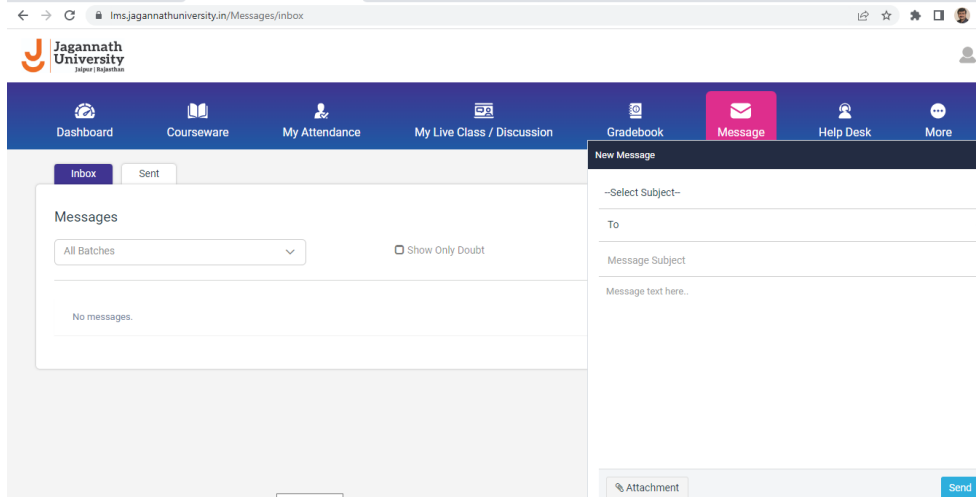 lms.jagannathuniversity.in/Messages/inbox
Jagannath
University
Jaipur | Rajasthan
Dashboard
Courseware
My Attendance
My Live Class / Discussion
Gradebook
Message
Help Desk
More
Inbox
Sent
Messages
All Batches
Show Only Doubt
No messages.
New Message
--Select Subject--
To
Message Subject
Message text here..
Attachment
Send